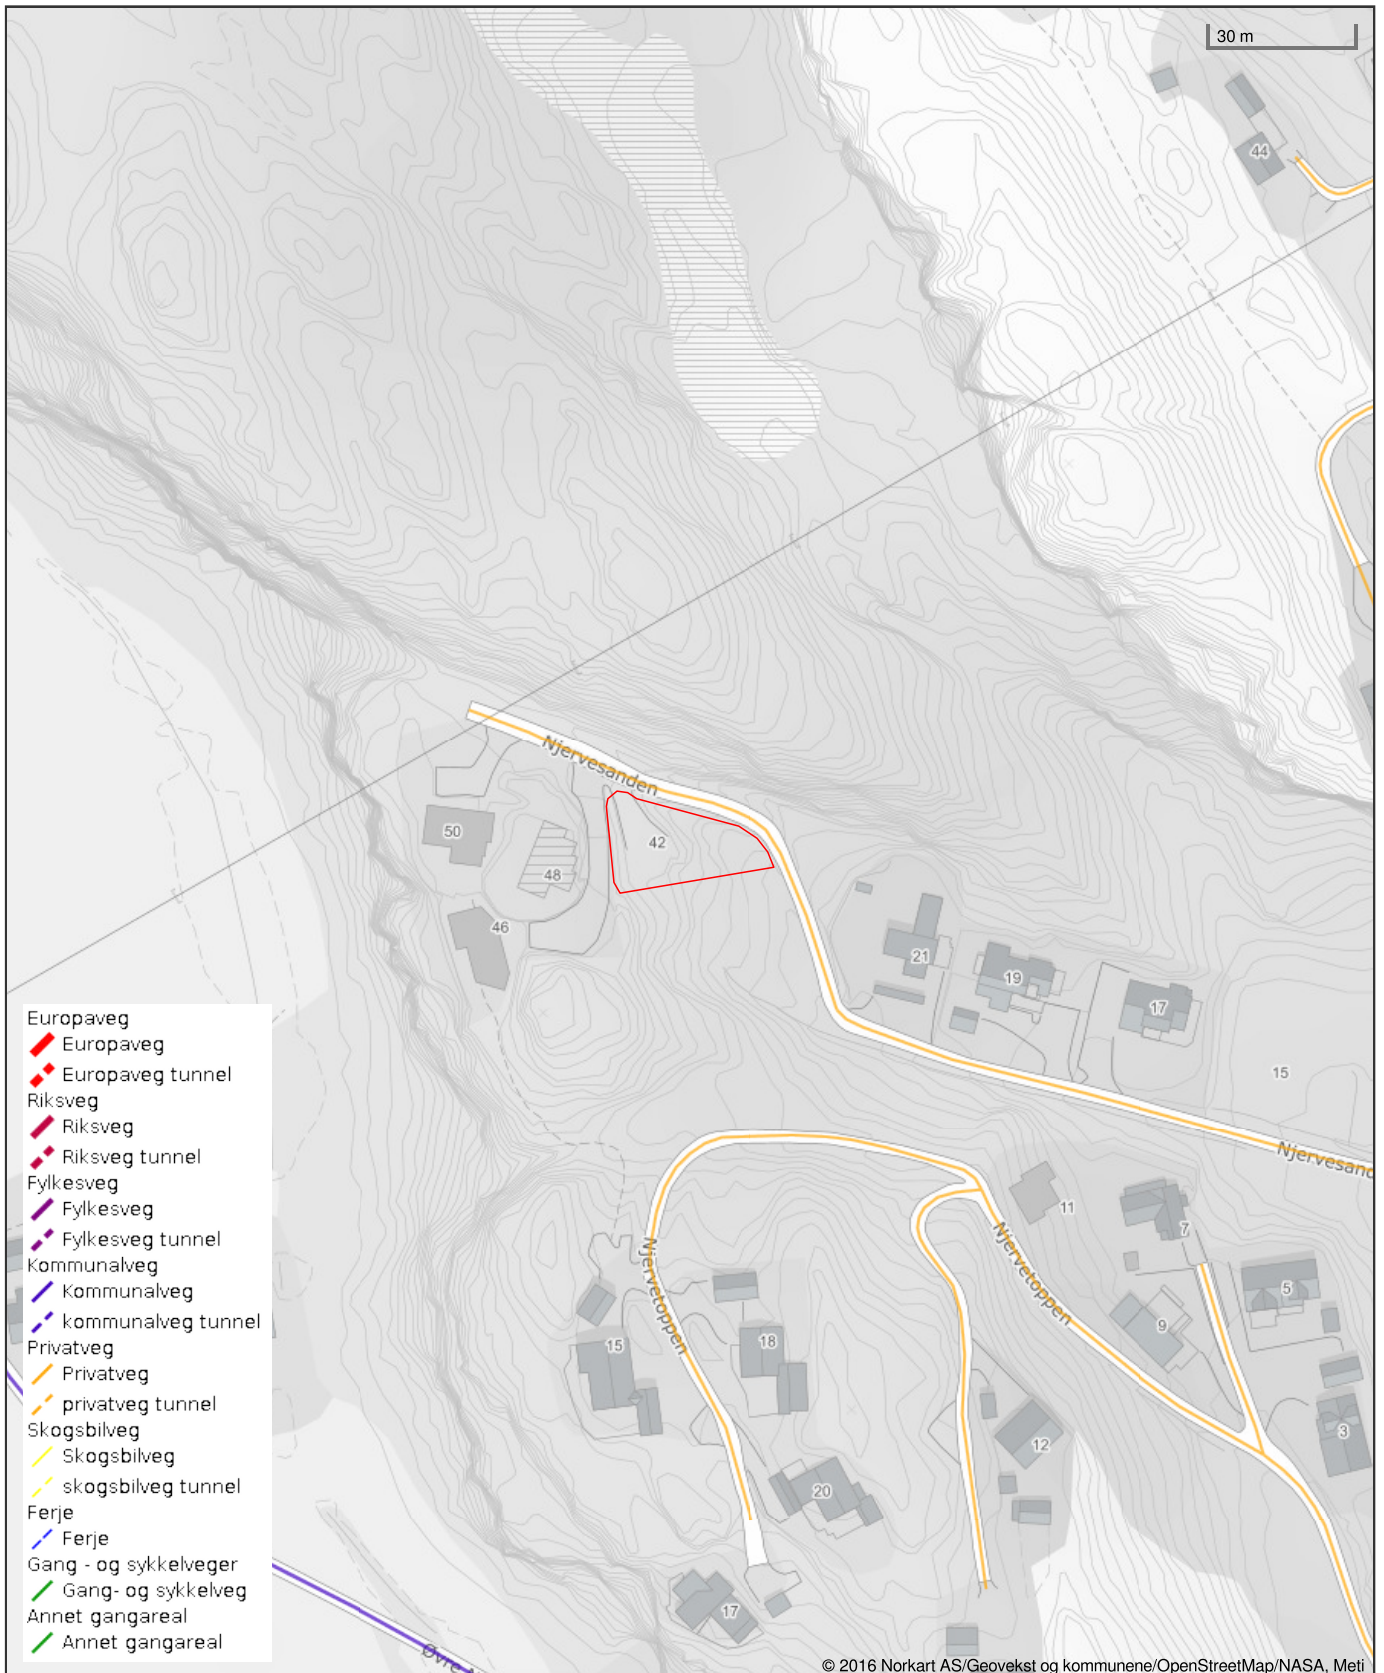 30 m
44
Njervesanden
50
42
48
46
21
19
17
15
Njervesand
11
7
Njervetoppen
Njervetoppen
5
9
15
18
3
12
20
17
Europaveg
Europaveg
Europaveg tunnel
Riksveg
Riksveg
Riksveg tunnel
Fylkesveg
Fylkesveg
Fylkesveg tunnel
Kommunalveg
Kommunalveg
kommunalveg tunnel
Privatveg
Privatveg
privatveg tunnel
Skogsbilveg
Skogsbilveg
skogsbilveg tunnel
Ferje
Ferje
Gang - og sykkelveger
Gang- og sykkelveg
Annet gangareal
Annet gangareal
Øvre
© 2016 Norkart AS/Geovekst og kommunene/OpenStreetMap/NASA, Meti